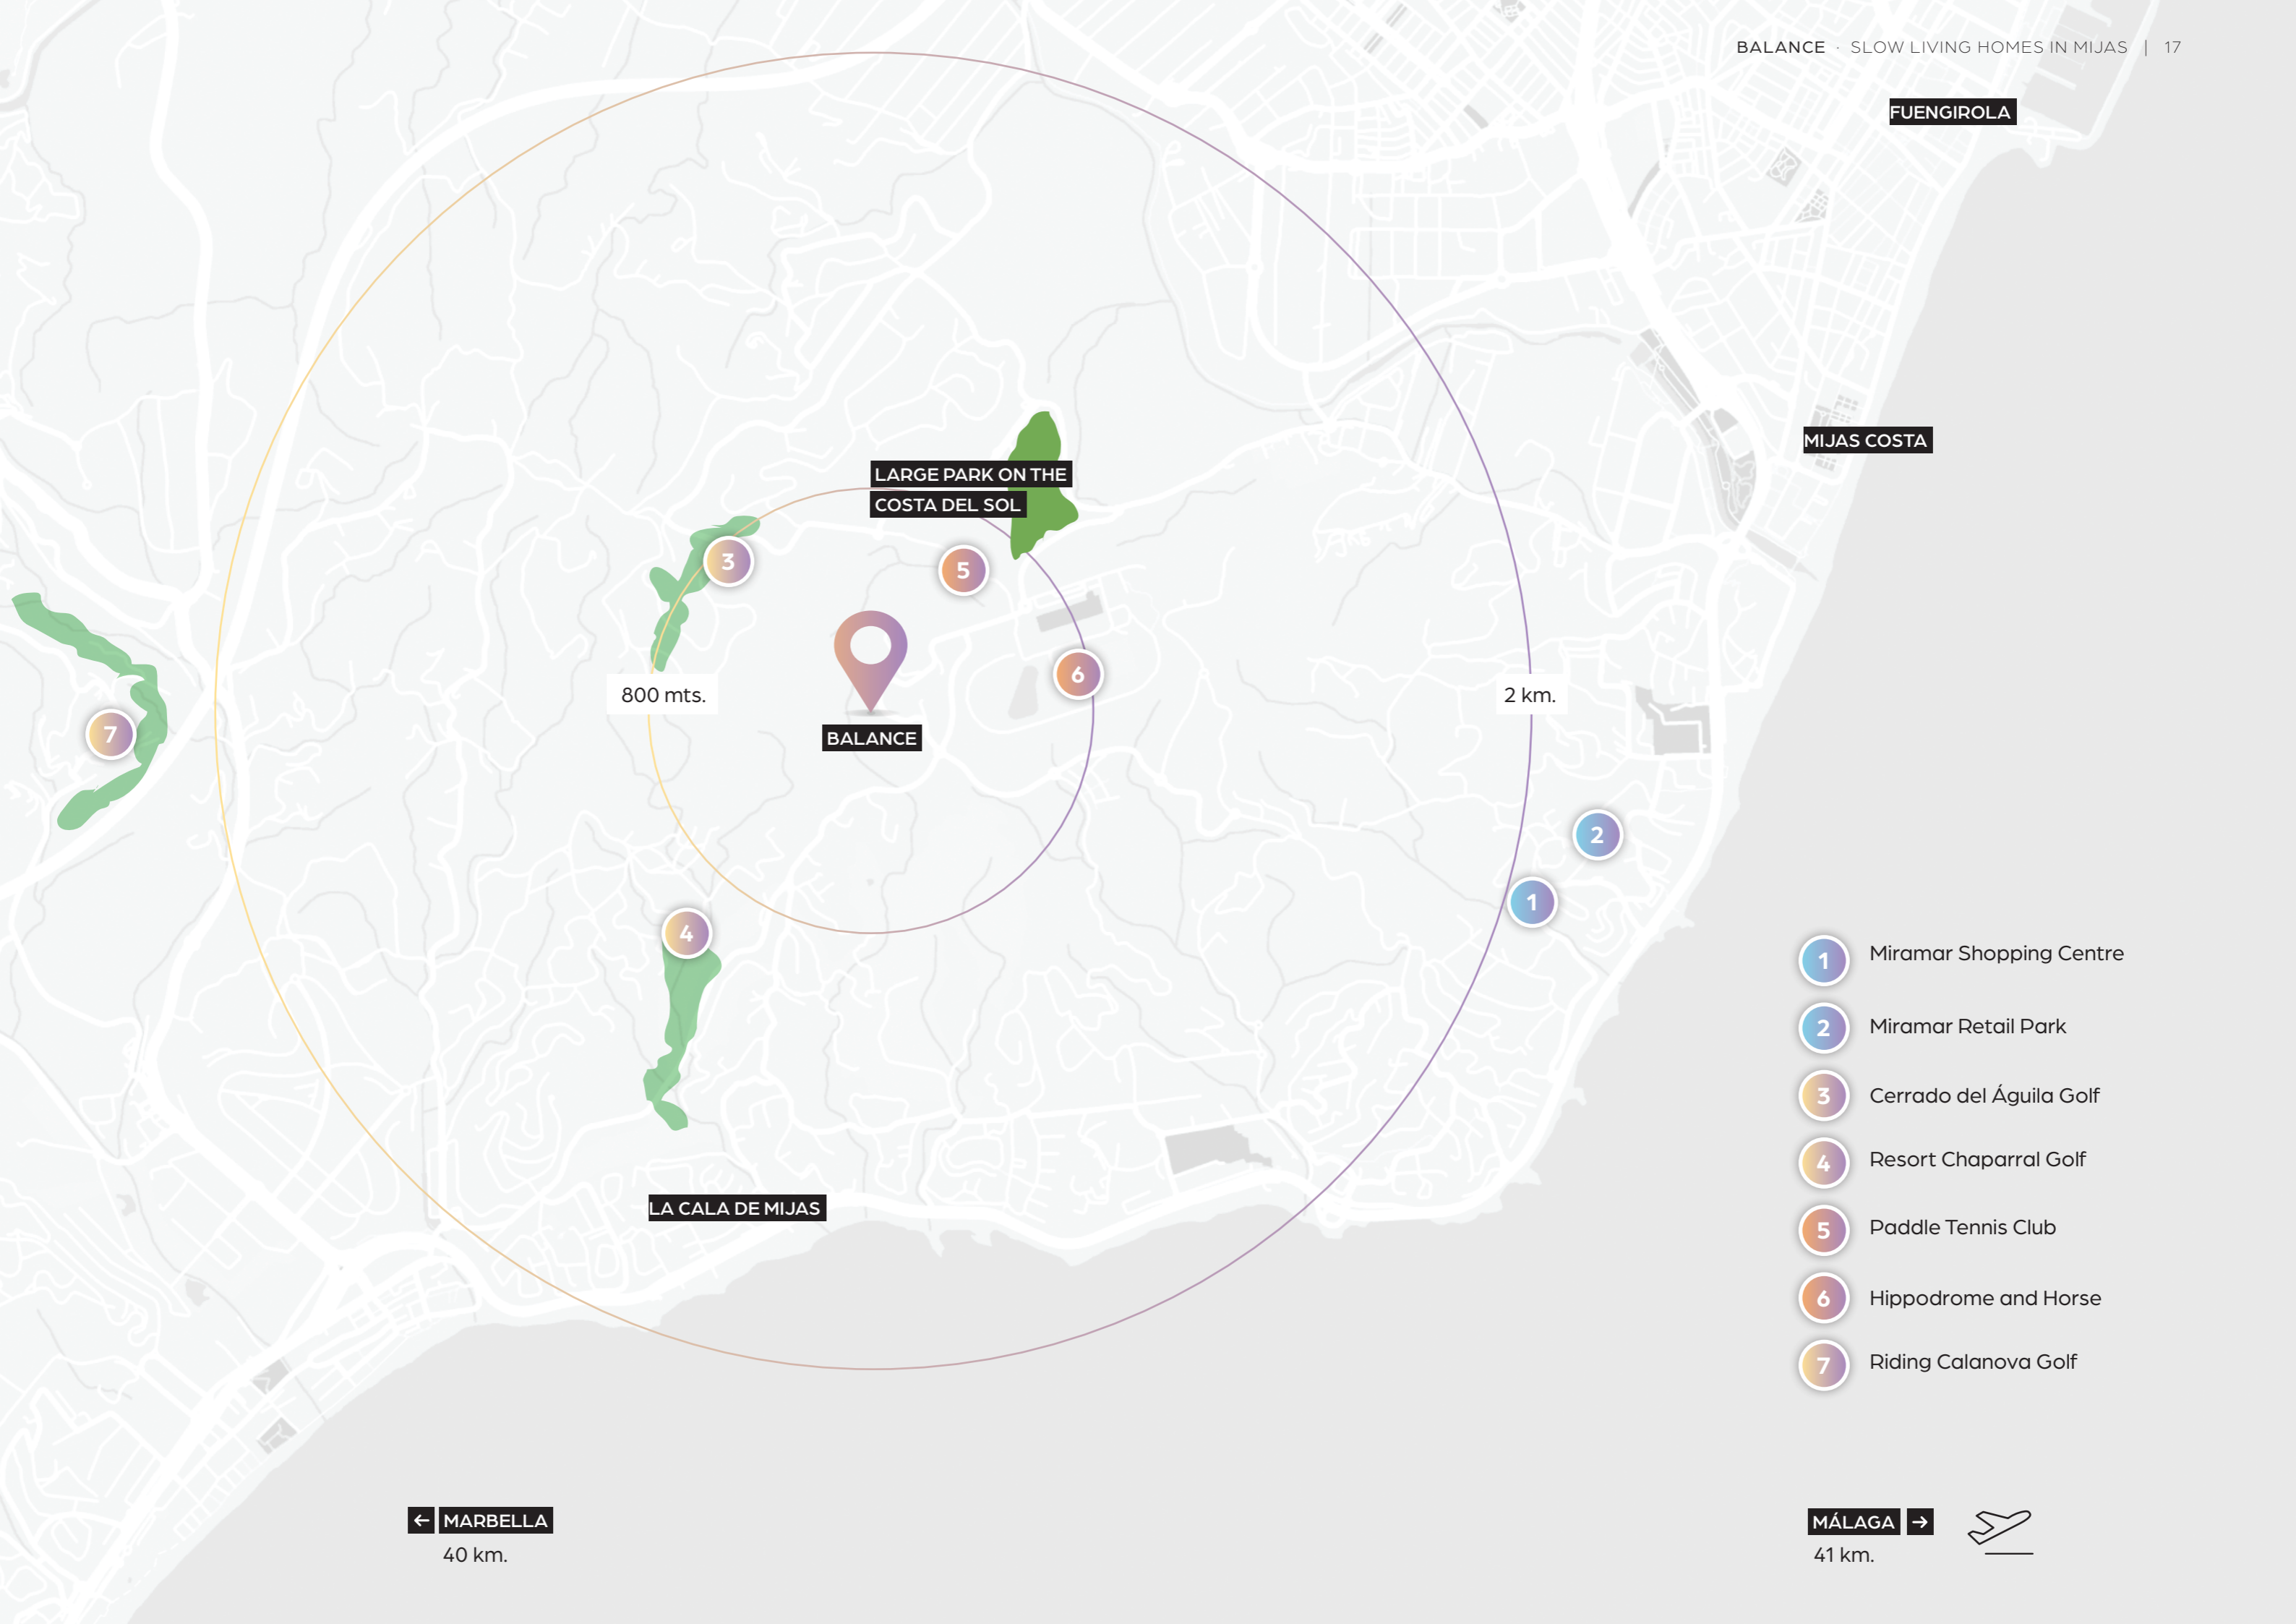 BALANCE · SLOW LIVING HOMES IN MIJAS | 17
FUENGIROLA
MIJAS COSTA
LARGE PARK ON THE
COSTA DEL SOL
3
5
6
800 mts.
2 km.
7
BALANCE
2
1
4
1 Miramar Shopping Centre
2 Miramar Retail Park
3 Cerrado del Águila Golf
4 Resort Chaparral Golf
5 Paddle Tennis Club
6 Hippodrome and Horse
7 Riding Calanova Golf
LA CALA DE MIJAS
← MARBELLA
40 km.
MÁLAGA →
41 km.